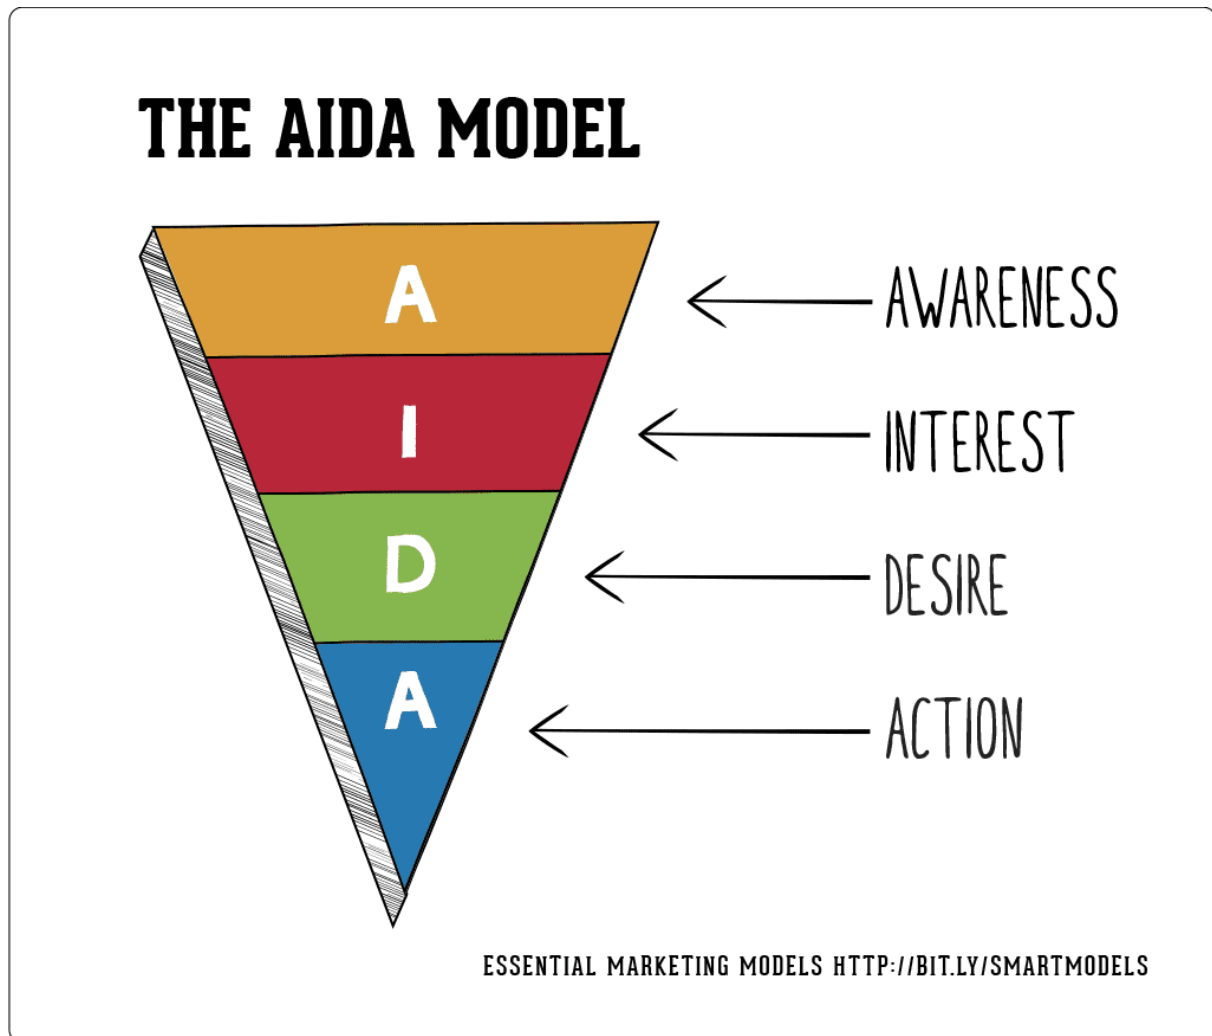 THE AIDA MODEL
A
AWARENESS
I
INTEREST
D
DESIRE
A
ACTION
ESSENTIAL MARKETING MODELS HTTP://BIT.LY/SMARTMODELS